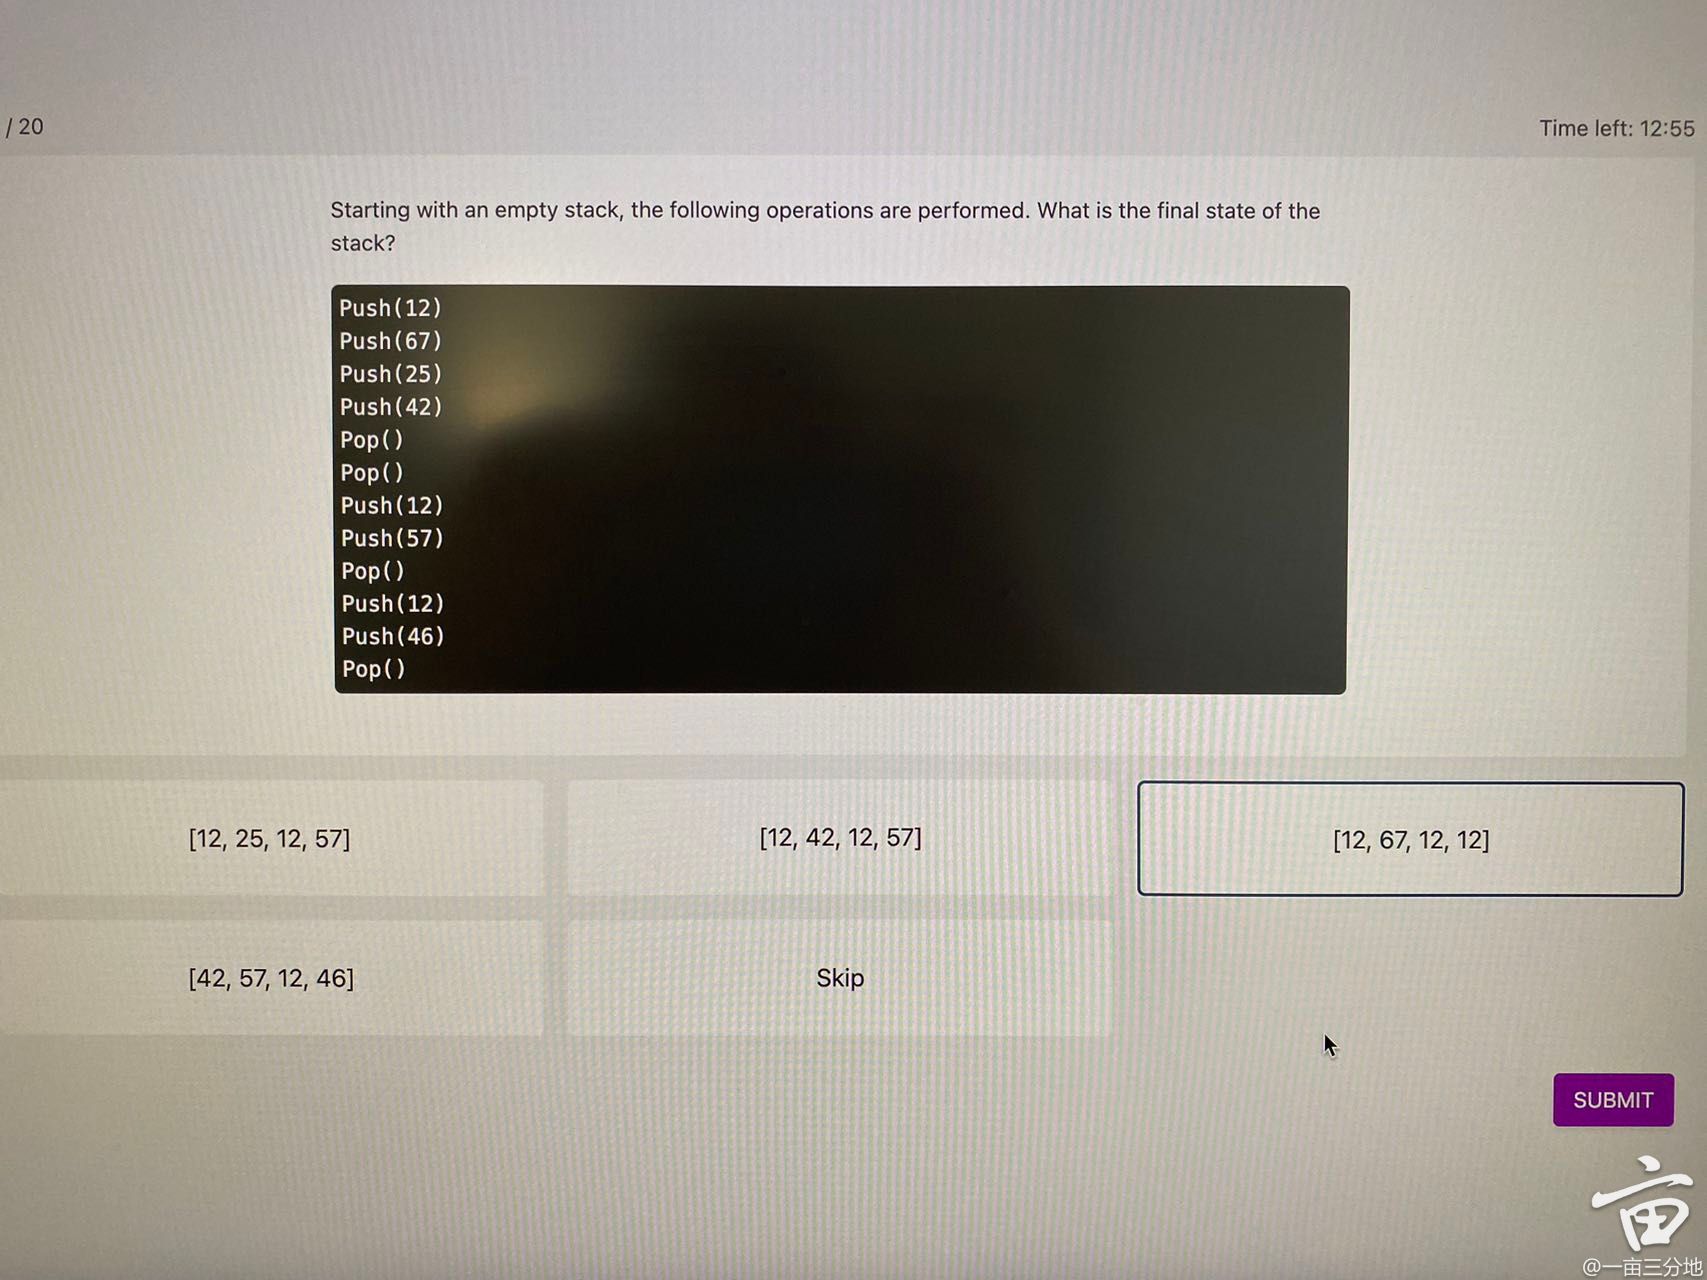 / 20
Time left: 12:55
Starting with an empty stack, the following operations are performed. What is the final state of the
stack?
Push(12)
Push(67)
Push(25)
Push(42)
Pop()
Pop()
Push(12)
Push(57)
Pop()
Push(12)
Push(46)
Pop()
[12, 25, 12, 57]
[12, 42, 12, 57]
[12, 67, 12, 12]
[42, 57, 12, 46]
Skip
SUBMIT
亩
@一亩三分地